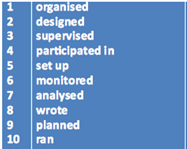 1 organised
2 designed
3 supervised
4 participated in
5 set up
6 monitored
7 analysed
8 wrote
9 planned
10 ran